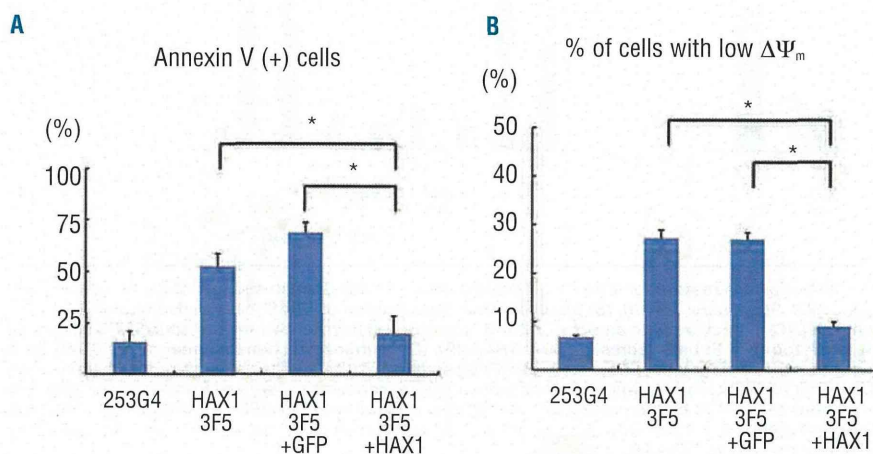 A
Annexin V (+) cells
(%)
*
*
100
75
50
25
253G4
HAX1
3F5
HAX1
3F5
+GFP
HAX1
3F5
+HAX1
B
% of cells with low ΔΨm
(%)
*
*
50
40
30
20
10
253G4
HAX1
3F5
HAX1
3F5
+GFP
HAX1
3F5
+HAX1